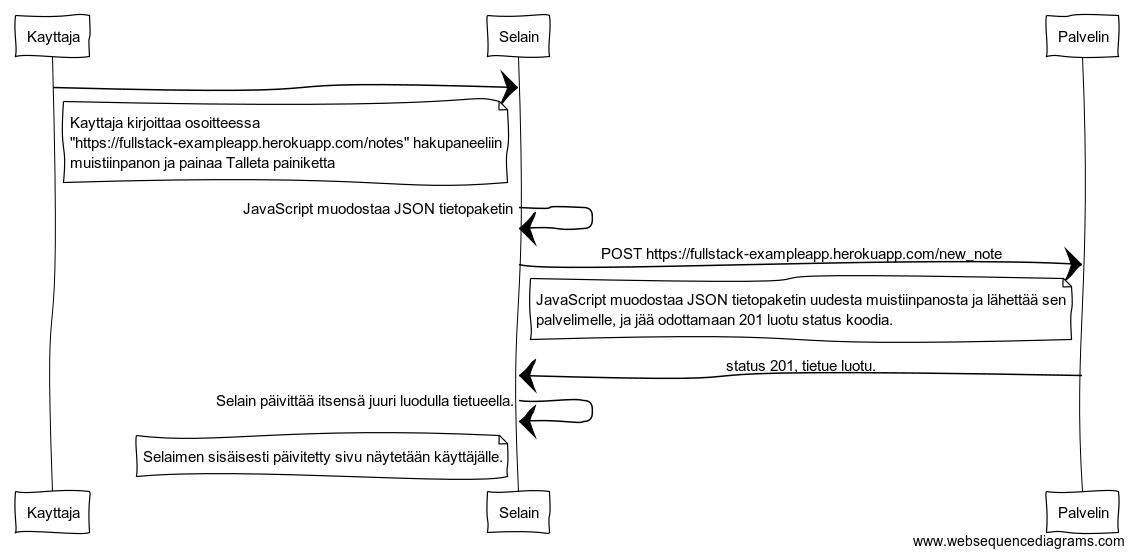 Kayttaja Selain Palvelin
Kayttaja kirjoittaa osoitteessa
"https://fullstack-exampleapp.herokuapp.com/notes" hakupaneeliin
muistiinpanon ja painaa Talleta painiketta
JavaScript muodostaa JSON tietopaketin
POST https://fullstack-exampleapp.herokuapp.com/new_note
JavaScript muodostaa JSON tietopaketin uudesta muistiinpanosta ja lähettää sen
palvelimelle, ja jää odottamaan 201 luotu status koodia.
status 201, tietue luotu.
Selain päivittää itsensä juuri luodulla tietueella.
Selaimen sisäisesti päivitetty sivu näytetään käyttäjälle.
Kayttaja Selain Palvelin
www.websequencediagrams.com